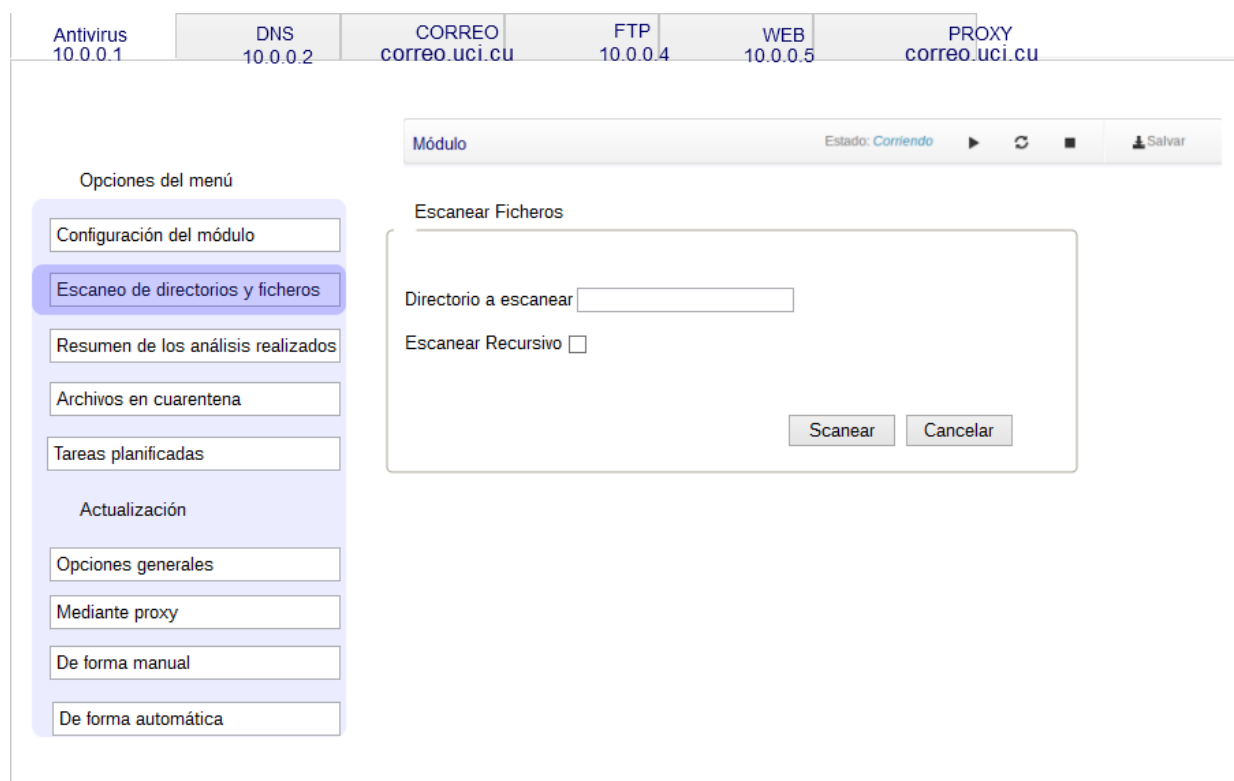 Antivirus
10.0.0.1
DNS
10.0.0.2
CORREO
correo.uci.cu
FTP
10.0.0.4
WEB
10.0.0.5
PROXY
correo.uci.cu
Módulo
Estado: Corriendo
Salvar
Opciones del menú
Configuración del módulo
Escaneo de directorios y ficheros
Resumen de los análisis realizados
Archivos en cuarentena
Tareas planificadas
Actualización
Opciones generales
Mediante proxy
De forma manual
De forma automática
Escanear Ficheros
Directorio a escanear
Escanear Recursivo
Scanear
Cancelar